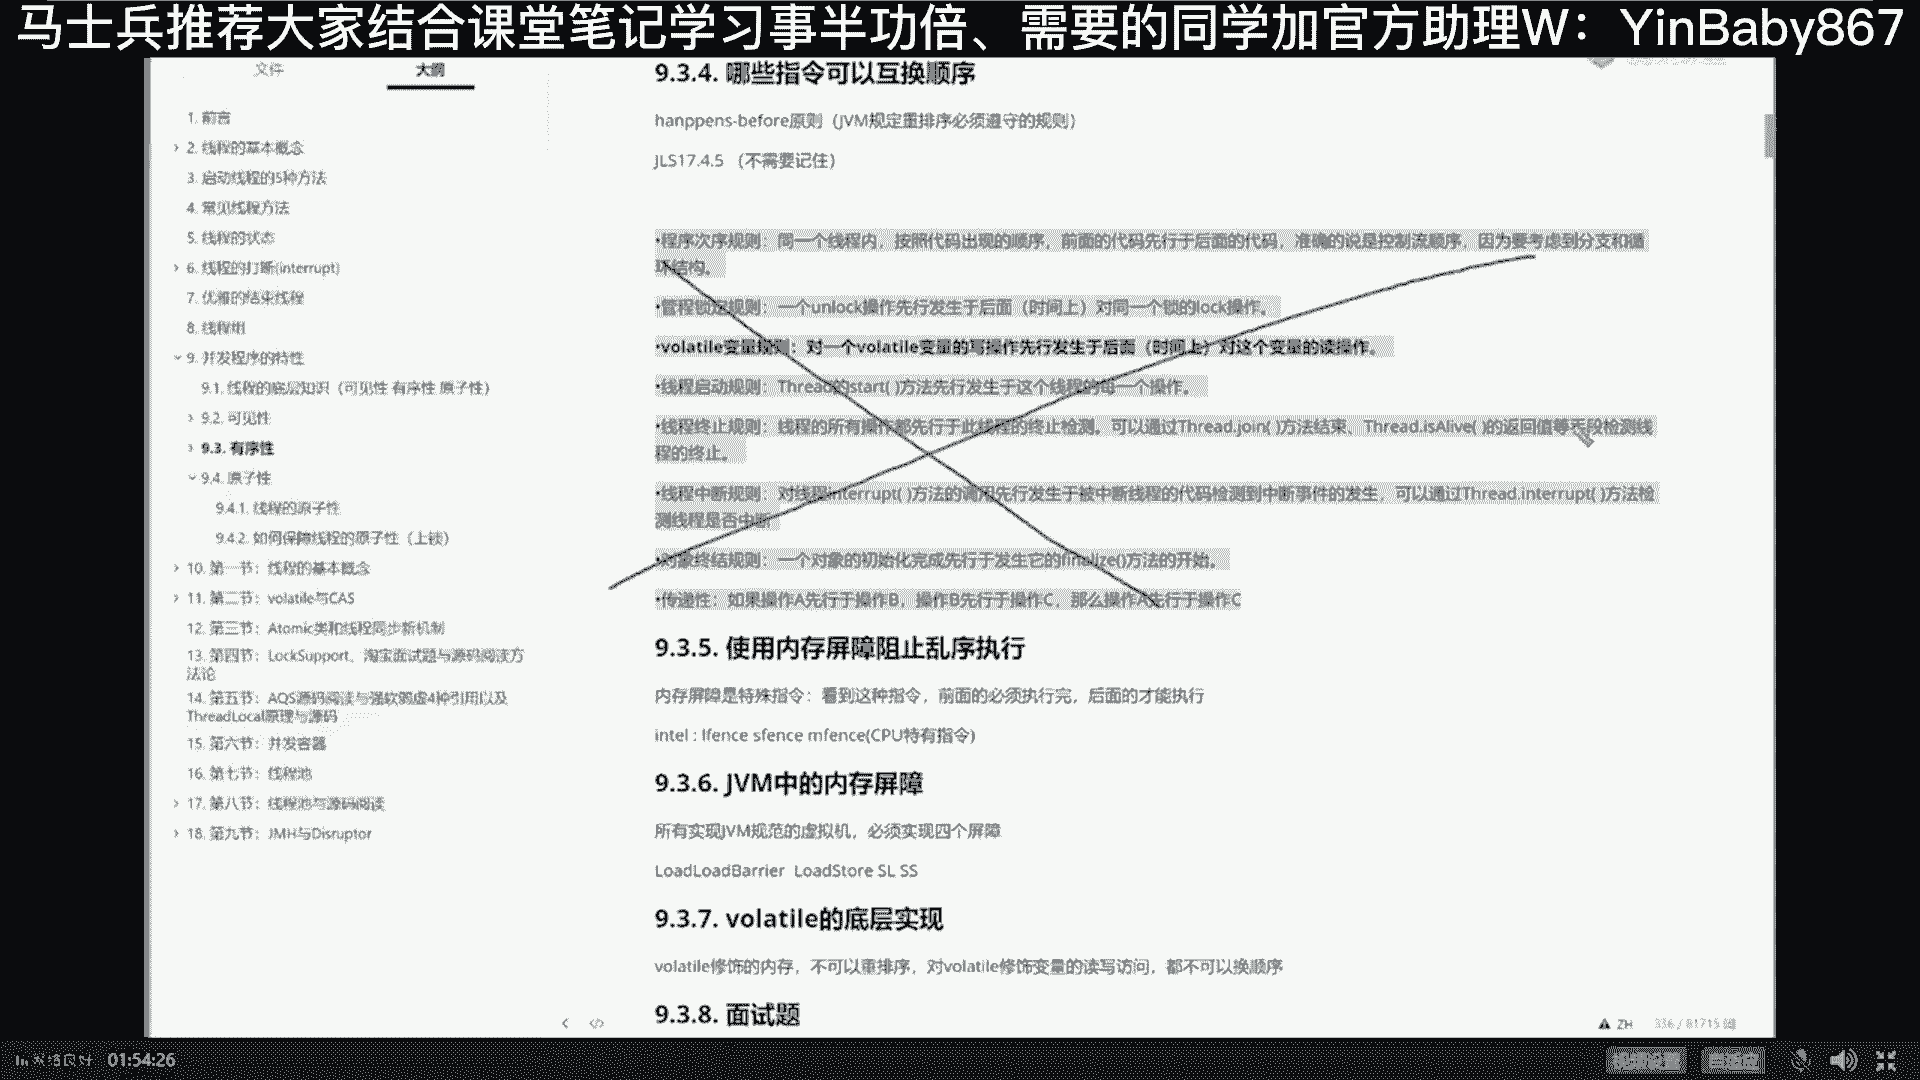 马士兵推荐大家结合课堂笔记学习事半功倍、需要的同学加官方助理W：YinBaby867
文件
大纲
1. 前言
2. 线程的基本概念
3. 启动线程的5种方法
4. 常见线程方法
5. 线程的状态
6. 线程的打断(interrupt)
7. 优雅的结束线程
8. 线程组
9. 并发程序的特性
9.1. 线程的底层知识（可见性 有序性 原子性）
9.2. 可见性
9.3. 有序性
9.4. 原子性
9.4.1. 线程的原子性
9.4.2. 如何保障线程的原子性（上锁）
10. 第一节：线程的基本概念
11. 第二节：volatile与CAS
12. 第三节：Atomic类和线程同步新机制
13. 第四节：LockSupport、淘宝面试题与源码阅读方
法论
14. 第五节：AQS源码阅读与强软弱虚4种引用以及
ThreadLocal原理与源码
15. 第六节：并发容器
16. 第七节：线程池
17. 第八节：线程池与源码阅读
18. 第九节：JMH与Disruptor
9.3.4. 哪些指令可以互换顺序
hanppens-before原则（JVM规定重排序必须遵守的规则）
JLS17.4.5 （不需要记住）
•程序次序规则：同一个线程内，按照代码出现的顺序，前面的代码先行于后面的代码，准确的说是控制流顺序，因为要考虑到分支和循
环结构。
•管程锁定规则：一个unlock操作先行发生于后面（时间上）对同一个锁的lock操作。
•volatile变量规则：对一个volatile变量的写操作先行发生于后面（时间上）对这个变量的读操作。
•线程启动规则：Thread的start( )方法先行发生于这个线程的每一个操作。
•线程终止规则：线程的所有操作都先行于此线程的终止检测。可以通过Thread.join( )方法结束、Thread.isAlive( )的返回值等手段检测线
程的终止。
•线程中断规则：对线程interrupt( )方法的调用先行发生于被中断线程的代码检测到中断事件的发生，可以通过Thread.interrupt( )方法检
测线程是否中断
•对象终结规则：一个对象的初始化完成先行于发生它的finalize()方法的开始。
•传递性：如果操作A先行于操作B，操作B先行于操作C，那么操作A先行于操作C
9.3.5. 使用内存屏障阻止乱序执行
内存屏障是特殊指令：看到这种指令，前面的必须执行完，后面的才能执行
intel : lfence sfence mfence(CPU特有指令)
9.3.6. JVM中的内存屏障
所有实现JVM规范的虚拟机，必须实现四个屏障
LoadLoadBarrier LoadStore SL SS
9.3.7. volatile的底层实现
volatile修饰的内存，不可以重排序，对volatile修饰变量的读写访问，都不可以换顺序
9.3.8. 面试题
ZH
336 / 81715 词
01:54:26
视频设置
自适应